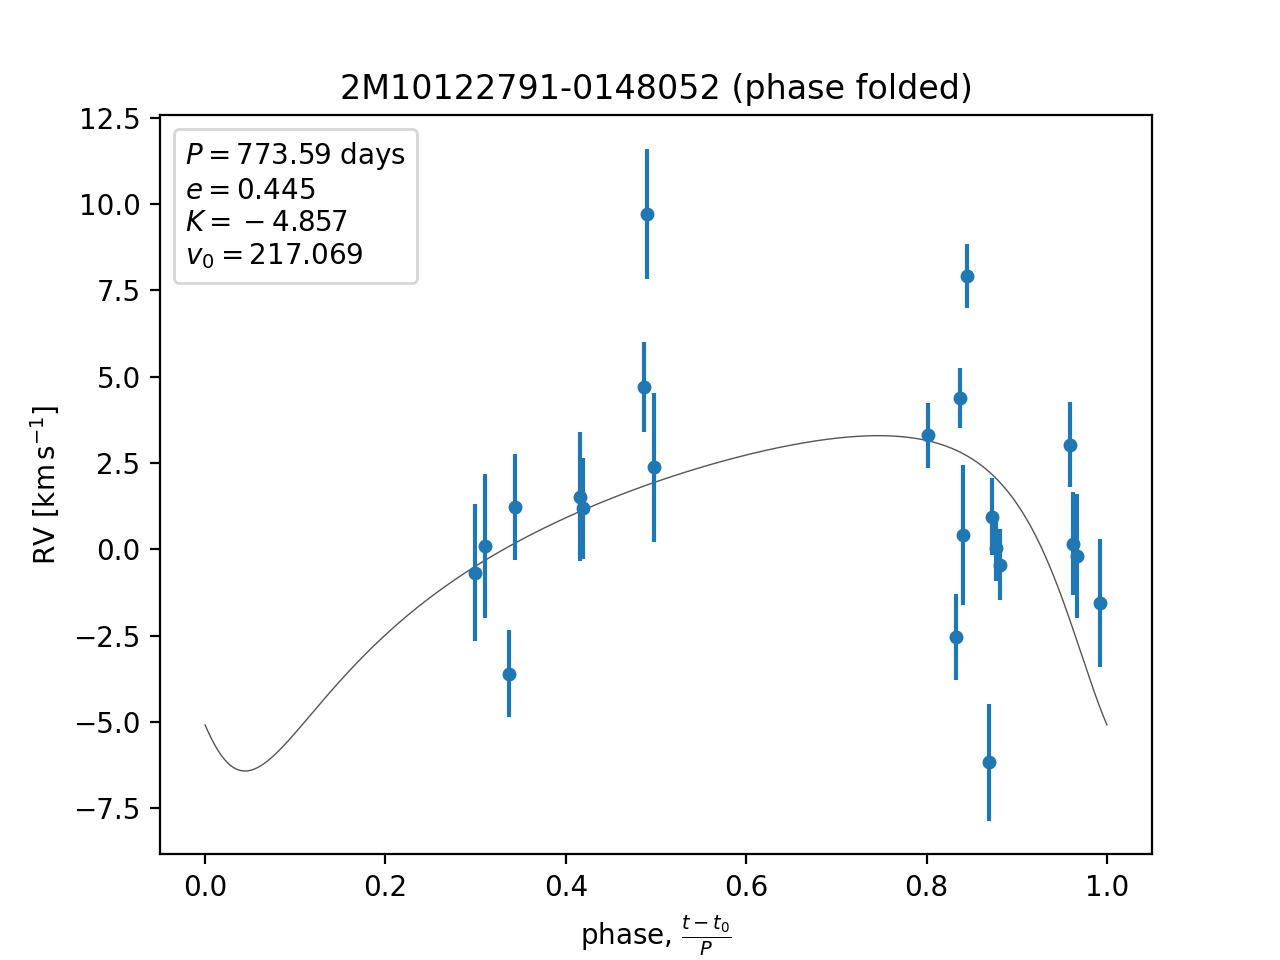 2M10122791-0148052 (phase folded)
12.5
10.0
7.5
5.0
2.5
0.0
−2.5
−5.0
−7.5
RV [km s⁻¹]
P = 773.59 days
e = 0.445
K = −4.857
v₀ = 217.069
0.0 0.2 0.4 0.6 0.8 1.0
phase, (t − t₀)/P